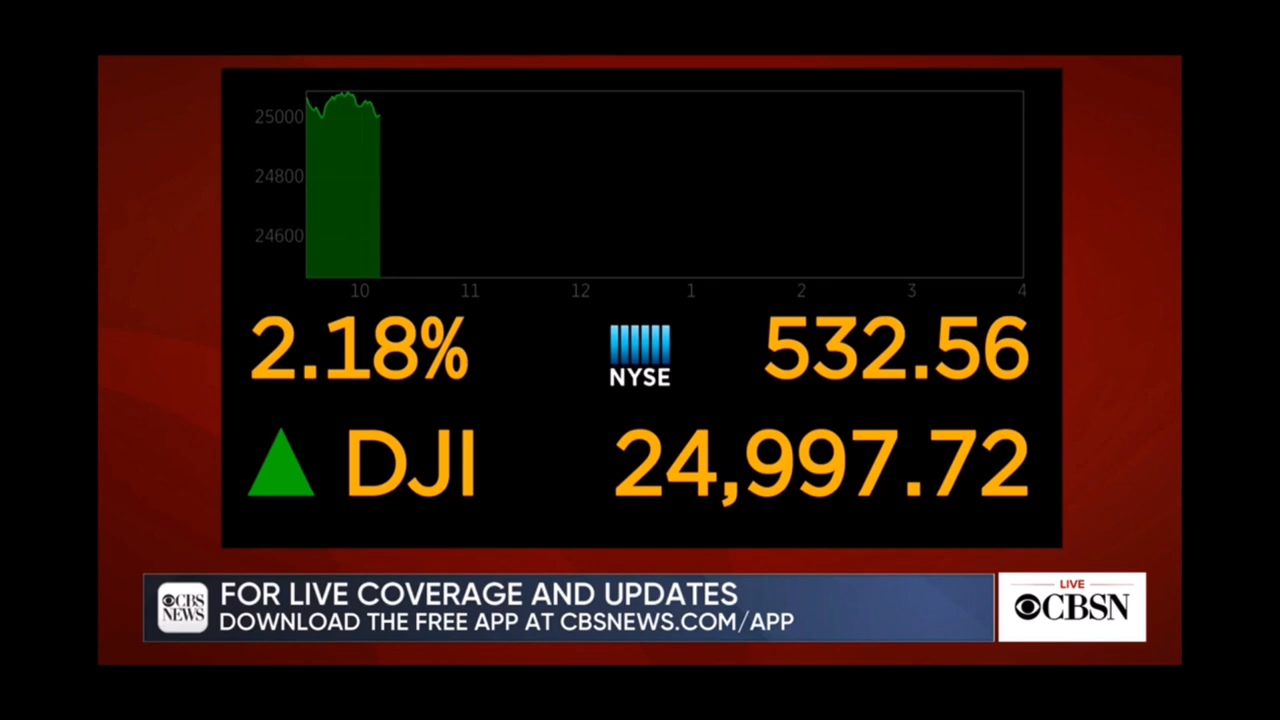 25000
24800
24600
10 11 12 1 2 3 4
2.18% NYSE 532.56
DJI 24,997.72
CBS NEWS
FOR LIVE COVERAGE AND UPDATES
DOWNLOAD THE FREE APP AT CBSNEWS.COM/APP
LIVE
CBSN